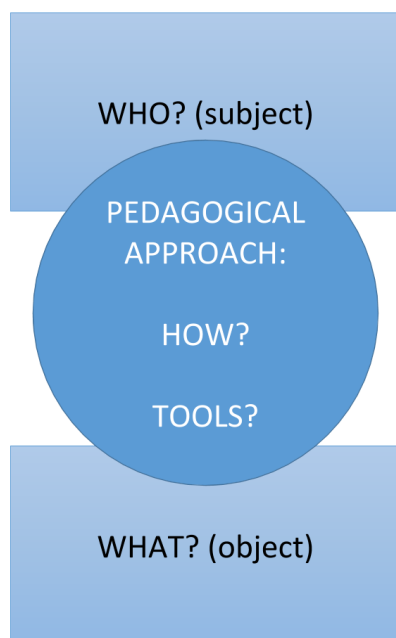 WHO? (subject)
PEDAGOGICAL
APPROACH:
HOW?
TOOLS?
WHAT? (object)